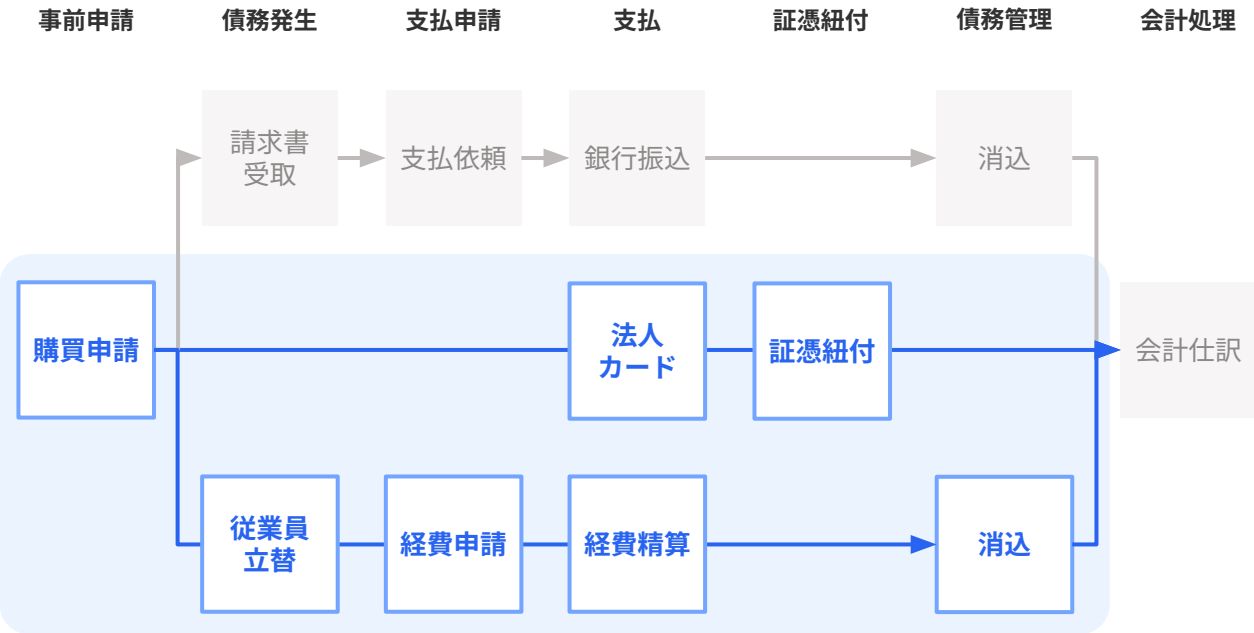 事前申請
債務発生
支払申請
支払
証憑紐付
債務管理
会計処理
請求書
受取
支払依頼
銀行振込
消込
購買申請
法人
カード
証憑紐付
会計仕訳
従業員
立替
経費申請
経費精算
消込